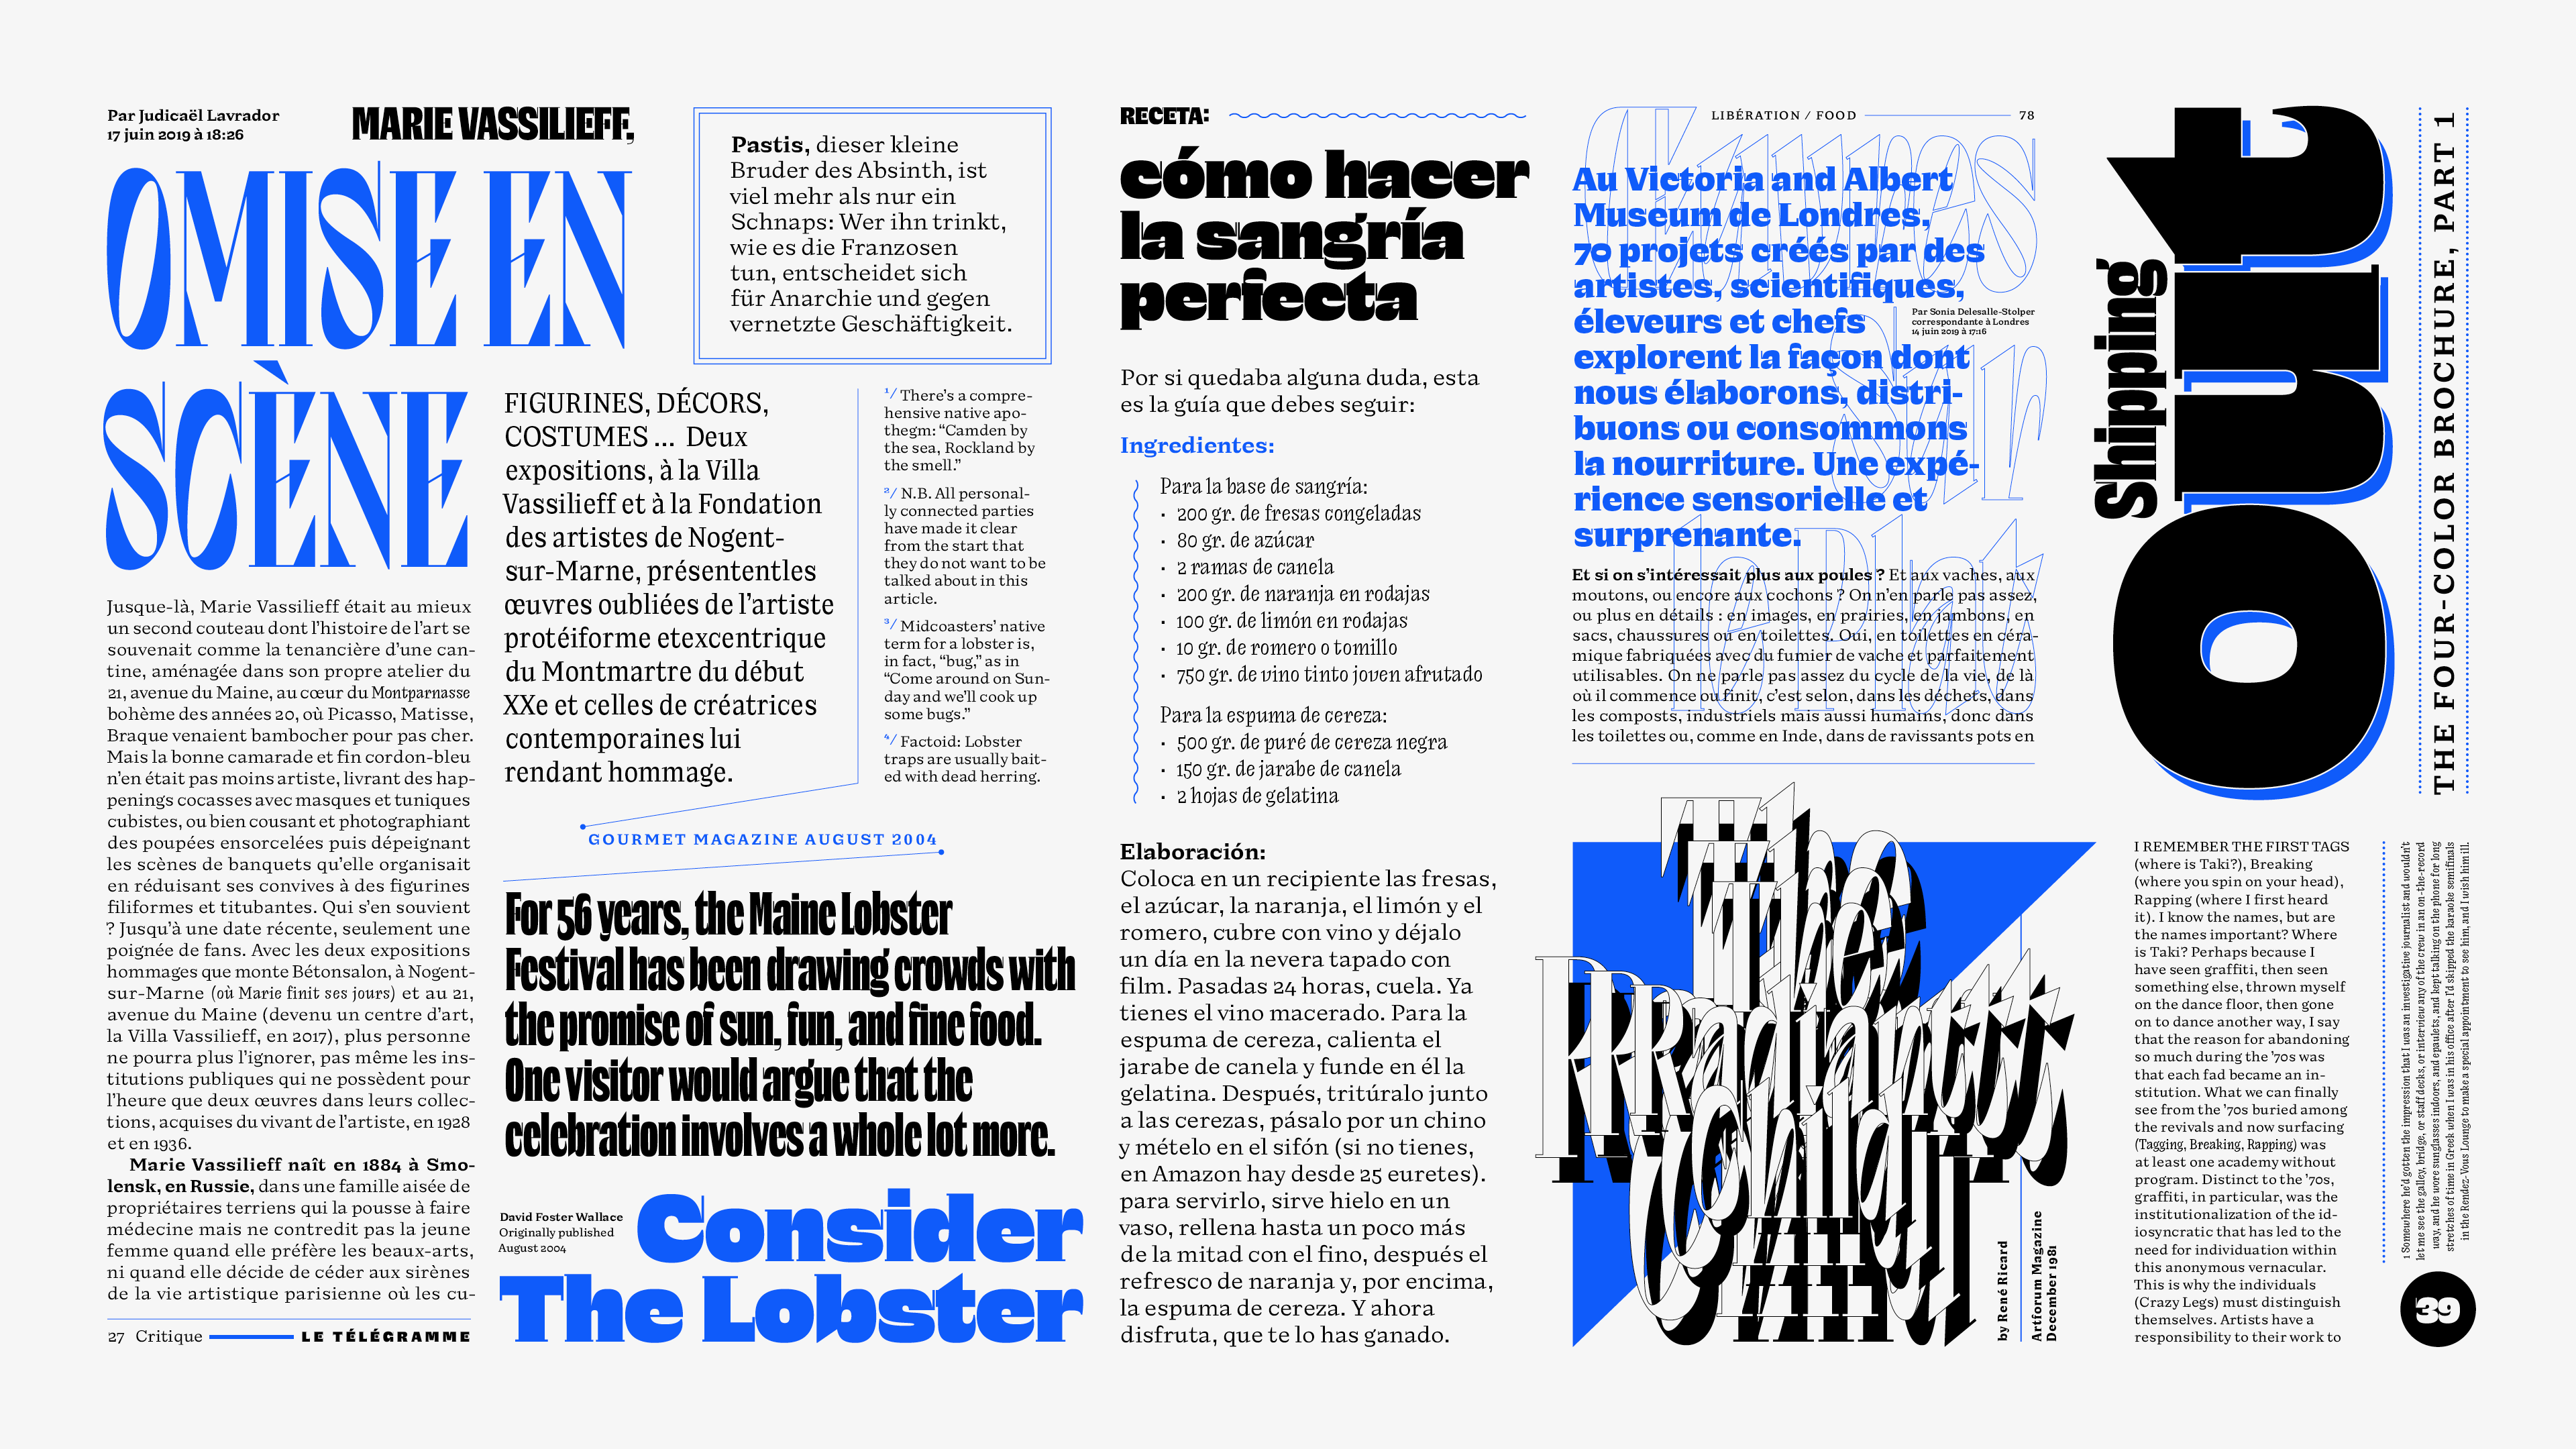 Par Judicaël Lavrador
17 juin 2019 à 18:26
MARIE VASSILIEFF,
OMISE EN
SCÈNE
Jusque-là, Marie Vassilieff était au mieux
un second couteau dont l’histoire de l’art se
souvenait comme la tenancière d’une can-
tine, aménagée dans son propre atelier du
21, avenue du Maine, au cœur du Montparnasse
bohème des années 20, où Picasso, Matisse,
Braque venaient bambocher pour pas cher.
Mais la bonne camarade et fin cordon-bleu
n’en était pas moins artiste, livrant des hap-
penings cocasses avec masques et tuniques
cubistes, ou bien cousant et photographiant
des poupées ensorcelées puis dépeignant
les scènes de banquets qu’elle organisait
en réduisant ses convives à des figurines
filiformes et titubantes. Qui s’en souvient
? Jusqu’à une date récente, seulement une
poignée de fans. Avec les deux expositions
hommages que monte Bétonsalon, à Nogent-
sur-Marne (où Marie finit ses jours) et au 21,
avenue du Maine (devenu un centre d’art,
la Villa Vassilieff, en 2017), plus personne
ne pourra plus l’ignorer, pas même les ins-
titutions publiques qui ne possèdent pour
l’heure que deux œuvres dans leurs collec-
tions, acquises du vivant de l’artiste, en 1928
et en 1936.
Marie Vassilieff naît en 1884 à Smo-
lensk, en Russie, dans une famille aisée de
propriétaires terriens qui la pousse à faire
médecine mais ne contredit pas la jeune
femme quand elle préfère les beaux-arts,
ni quand elle décide de céder aux sirènes
de la vie artistique parisienne où les cu-
27 Critique LE TÉLÉGRAMME
Pastis, dieser kleine
Bruder des Absinth, ist
viel mehr als nur ein
Schnaps: Wer ihn trinkt,
wie es die Franzosen
tun, entscheidet sich
für Anarchie und gegen
vernetzte Geschäftigkeit.
FIGURINES, DÉCORS,
COSTUMES ... Deux
expositions, à la Villa
Vassilieff et à la Fondation
des artistes de Nogent-
sur-Marne, présententles
œuvres oubliées de l’artiste
protéiforme etexcentrique
du Montmartre du début
XXe et celles de créatrices
contemporaines lui
rendant hommage.
1/ There’s a compre-
hensive native apo-
thegm: “Camden by
the sea, Rockland by
the smell.”
2/ N.B. All personal-
ly connected parties
have made it clear
from the start that
they do not want to be
talked about in this
article.
3/ Midcoasters’ native
term for a lobster is,
in fact, “bug,” as in
“Come around on Sun-
day and we’ll cook up
some bugs.”
4/ Factoid: Lobster
traps are usually bait-
ed with dead herring.
GOURMET MAGAZINE AUGUST 2004
For 56 years, the Maine Lobster
Festival has been drawing crowds with
the promise of sun, fun, and fine food.
One visitor would argue that the
celebration involves a whole lot more.
David Foster Wallace
Originally published
August 2004
Consider
The Lobster
RECETA:
cómo hacer
la sangría
perfecta
Por si quedaba alguna duda, esta
es la guía que debes seguir:
Ingredientes:
Para la base de sangría:
· 200 gr. de fresas congeladas
· 80 gr. de azúcar
· 2 ramas de canela
· 200 gr. de naranja en rodajas
· 100 gr. de limón en rodajas
· 10 gr. de romero o tomillo
· 750 gr. de vino tinto joven afrutado
Para la espuma de cereza:
· 500 gr. de puré de cereza negra
· 150 gr. de jarabe de canela
· 2 hojas de gelatina
Elaboración:
Coloca en un recipiente las fresas,
el azúcar, la naranja, el limón y el
romero, cubre con vino y déjalo
un día en la nevera tapado con
film. Pasadas 24 horas, cuela. Ya
tienes el vino macerado. Para la
espuma de cereza, calienta el
jarabe de canela y funde en él la
gelatina. Después, tritúralo junto
a las cerezas, pásalo por un chino
y mételo en el sifón (si no tienes,
en Amazon hay desde 25 euretes).
para servirlo, sirve hielo en un
vaso, rellena hasta un poco más
de la mitad con el fino, después el
refresco de naranja y, por encima,
la espuma de cereza. Y ahora
disfruta, que te lo has ganado.
LIBÉRATION / FOOD 78
sur
le Plat
Au Victoria and Albert
Museum de Londres,
70 projets créés par des
artistes, scientifiques,
éleveurs et chefs
explorent la façon dont
nous élaborons, distri-
buons ou consommons
la nourriture. Une expé-
rience sensorielle et
surprenante.
Par Sonia Delesalle-Stolper
correspondante à Londres
14 juin 2019 à 17:16
Et si on s’intéressait plus aux poules ? Et aux vaches, aux
moutons, ou encore aux cochons ? On n’en parle pas assez,
ou plus en détails : en images, en prairies, en jambons, en
sacs, chaussures ou en toilettes. Oui, en toilettes en céra-
mique fabriquées avec du fumier de vache et parfaitement
utilisables. On ne parle pas assez du cycle de la vie, de là
où il commence ou finit, c’est selon, dans les déchets, dans
les composts, industriels mais aussi humains, donc dans
les toilettes ou, comme en Inde, dans de ravissants pots en
The
Radiant
Child
by René Ricard
Artforum Magazine
December 1981
Shipping
out
THE FOUR-COLOR BROCHURE, PART 1
I REMEMBER THE FIRST TAGS
(where is Taki?), Breaking
(where you spin on your head),
Rapping (where I first heard
it). I know the names, but are
the names important? Where
is Taki? Perhaps because I
have seen graffiti, then seen
something else, thrown myself
on the dance floor, then gone
on to dance another way, I say
that the reason for abandoning
so much during the ’70s was
that each fad became an in-
stitution. What we can finally
see from the ’70s buried among
the revivals and now surfacing
(Tagging, Breaking, Rapping) was
at least one academy without
program. Distinct to the ’70s,
graffiti, in particular, was the
institutionalization of the id-
iosyncratic that has led to the
need for individuation within
this anonymous vernacular.
This is why the individuals
(Crazy Legs) must distinguish
themselves. Artists have a
responsibility to their work to
1 Somewhere he’d gotten the impression that I was an investigative journalist and wouldn’t
let me see the galley, bridge, or staff decks, or interview any of the crew in an on-the-record
way, and he wore sunglasses indoors, and epaulets, and kept talking on the phone for long
stretches of time in Greek when I was in his office after I’d skipped the karaoke semifinals
in the Rendez-Vous Lounge to make a special appointment to see him, and I wish him ill.
39